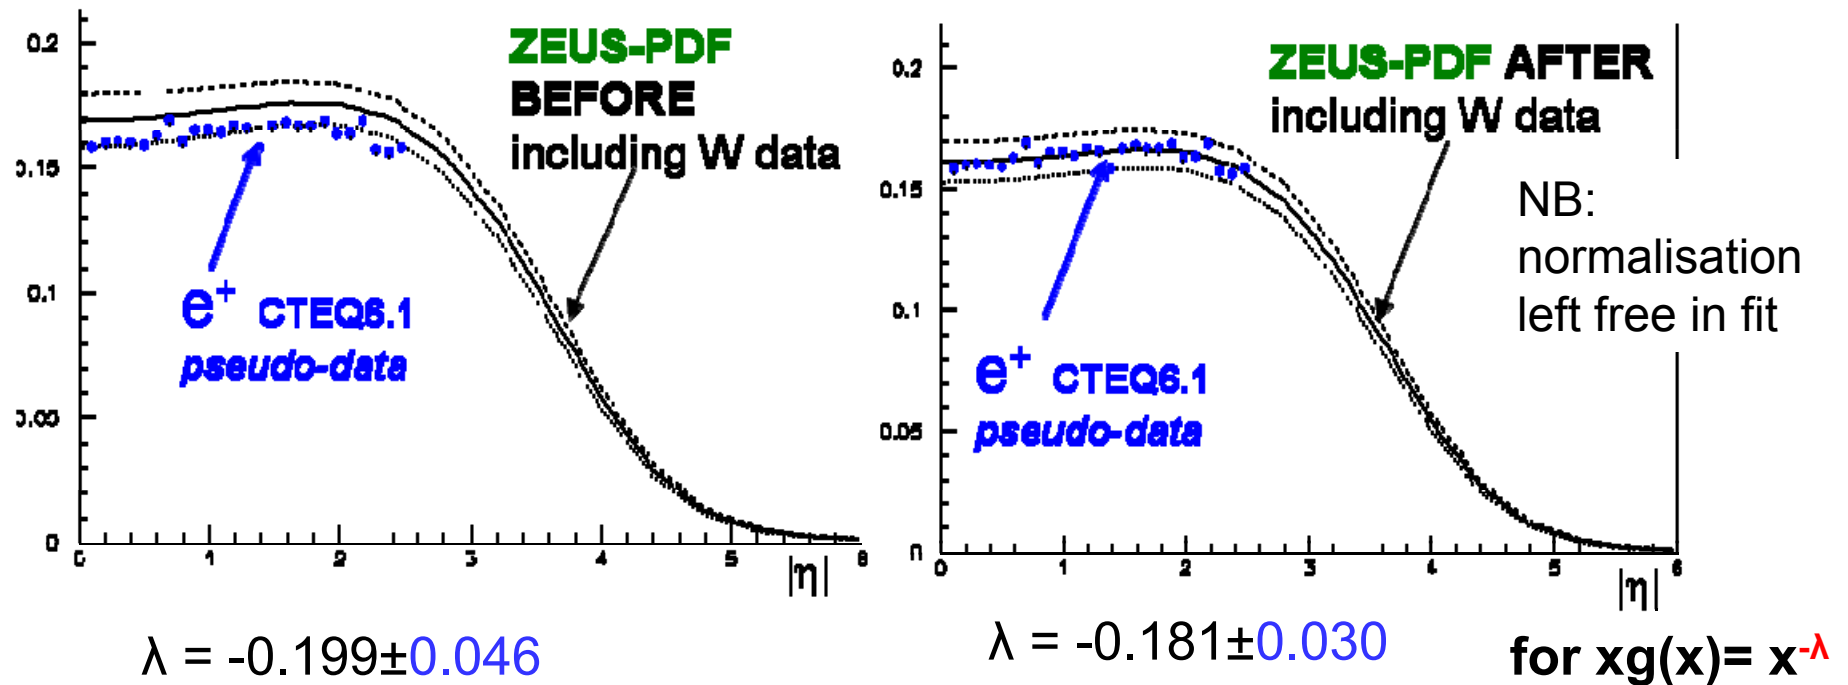 ZEUS-PDF
BEFORE
including W data
0.2
0.15
0.1
0.05
0
0 1 2 3 4 5 6
|η|
e⁺ CTEQ6.1
pseudo-data
λ = -0.199±0.046
ZEUS-PDF AFTER
including W data
0.2
0.15
0.1
0.05
0
0 1 2 3 4 5 6
|η|
e⁺ CTEQ6.1
pseudo-data
NB:
normalisation
left free in fit
λ = -0.181±0.030
for xg(x)= x^-λ